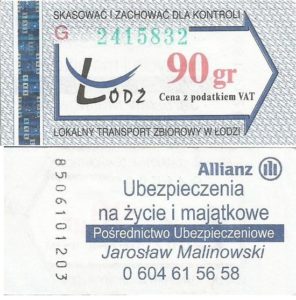 SKASOWAĆ I ZACHOWAĆ DLA KONTROLI
G 2415832
ŁÓDŹ
90 gr
Cena z podatkiem VAT
LOKALNY TRANSPORT ZBIOROWY W ŁODZI
8506101203
Allianz
Ubezpieczenia
na życie i majątkowe
Pośrednictwo Ubezpieczeniowe
Jarosław Malinowski
0 604 61 56 58